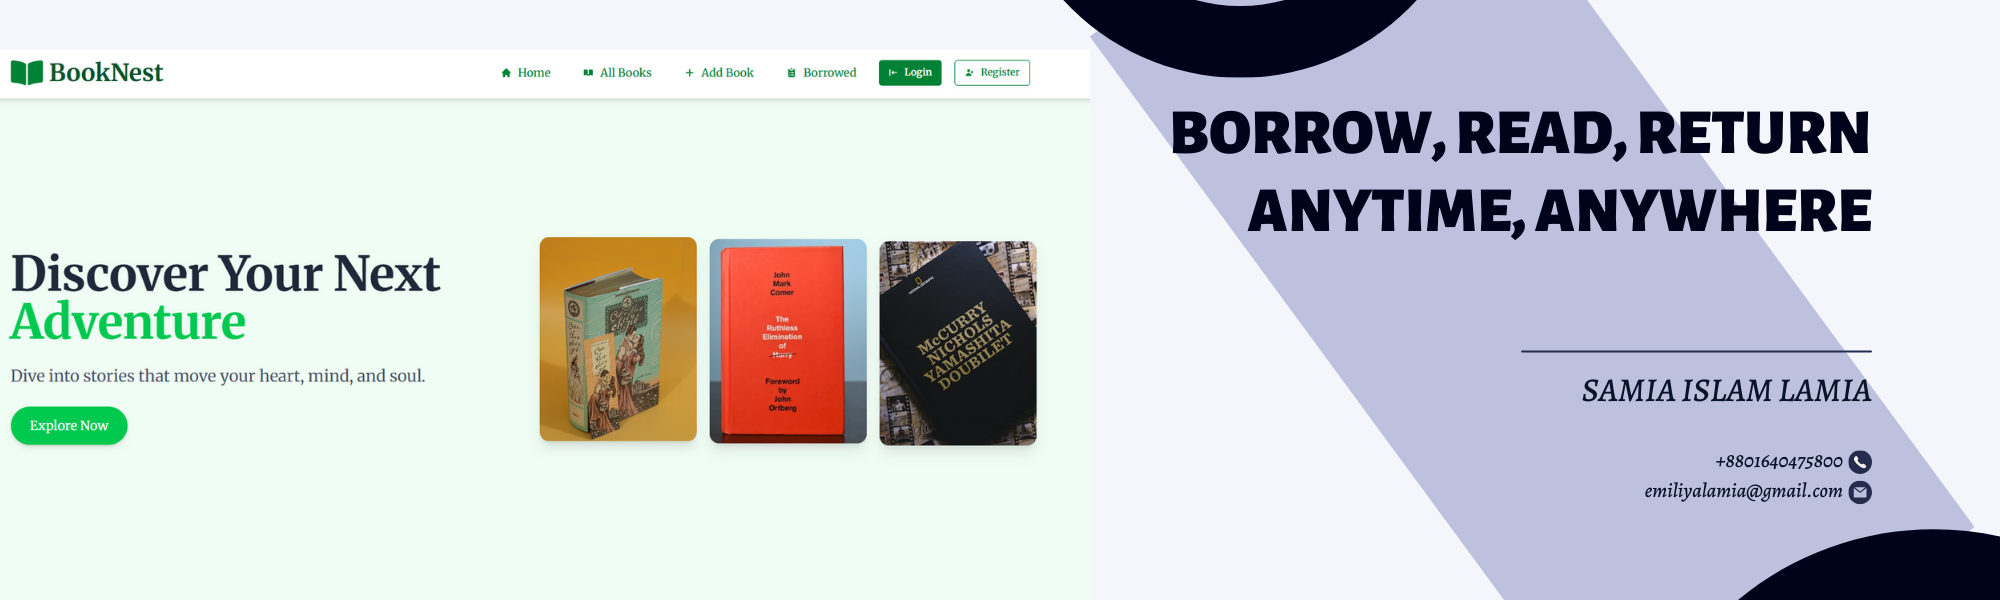 BookNest
Home
All Books
Add Book
Borrowed
Login
Register
Discover Your Next
Adventure
Dive into stories that move your heart, mind, and soul.
Explore Now
John
Mark
Comer
The
Ruthless
Elimination
of
Hurry
Foreword
by
John
Ortberg
McCURRY
NICHOLS
YAMASHITA
DOUBILET
BORROW, READ, RETURN
ANYTIME, ANYWHERE
SAMIA ISLAM LAMIA
+8801640475800
emiliyalamia@gmail.com